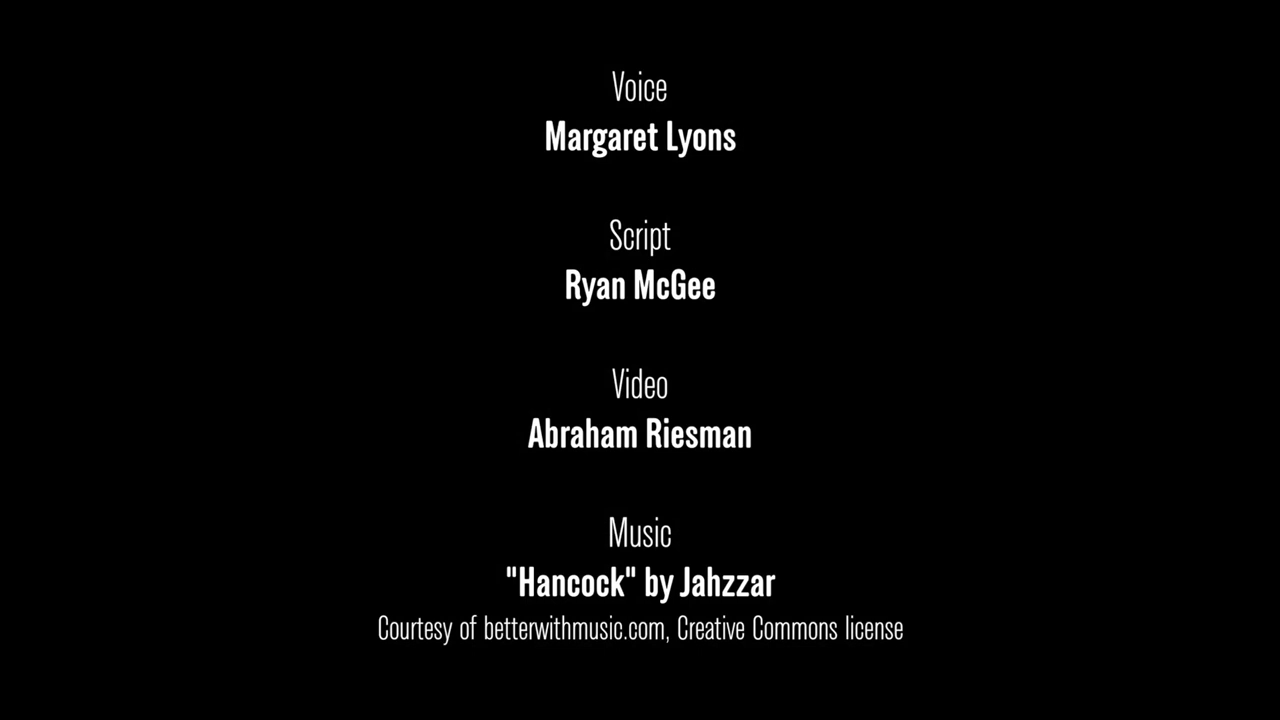 Voice
Margaret Lyons
Script
Ryan McGee
Video
Abraham Riesman
Music
"Hancock" by Jahzzar
Courtesy of betterwithmusic.com, Creative Commons license